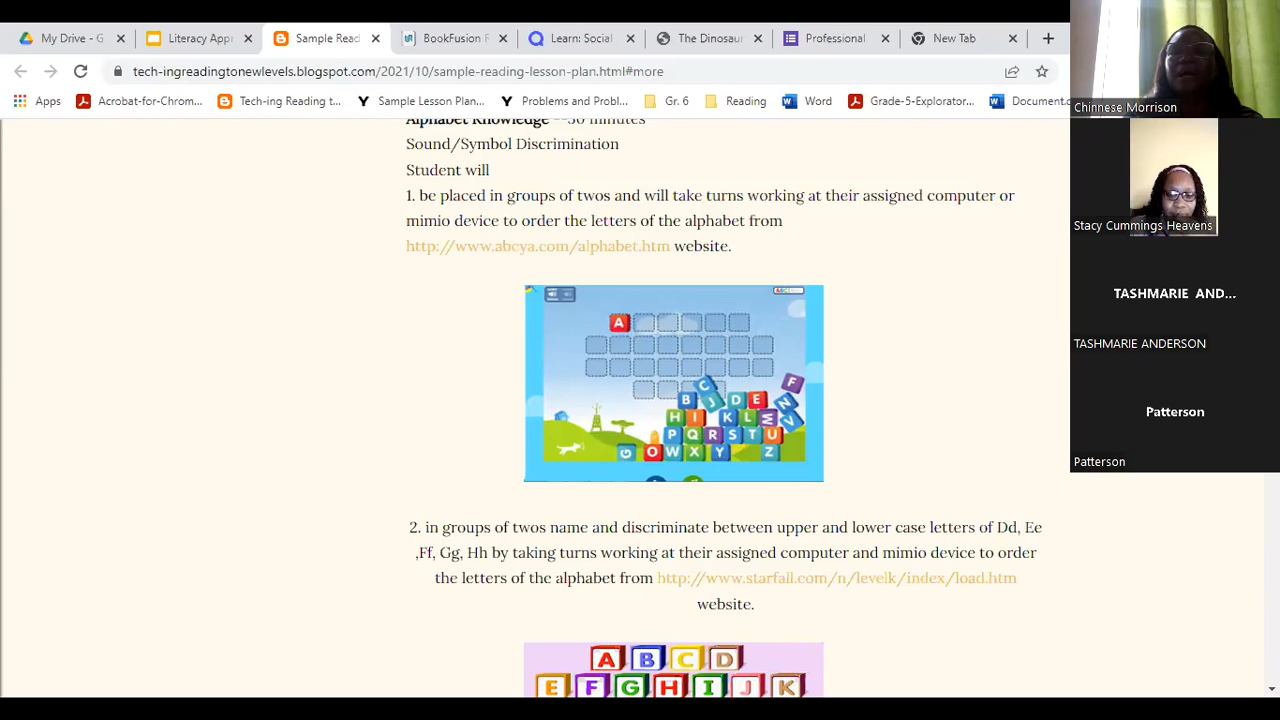 My Drive - G
Literacy Appr
Sample Read
BookFusion R
Learn: Social
The Dinosau
Professional
New Tab
tech-ingreadingtonewlevels.blogspot.com/2021/10/sample-reading-lesson-plan.html#more
Apps
Acrobat-for-Chrom...
Tech-ing Reading t...
Sample Lesson Plan...
Problems and Probl...
Gr. 6
Reading
Word
Grade-5-Explorator...
Document.c
Chinnese Morrison
Stacy Cummings Heavens
TASHMARIE AND...
TASHMARIE ANDERSON
Patterson
Patterson
Alphabet Knowledge --30 minutes
Sound/Symbol Discrimination
Student will
1. be placed in groups of twos and will take turns working at their assigned computer or
mimio device to order the letters of the alphabet from
http://www.abcya.com/alphabet.htm website.
A
C F
B J D E N
H I K L M V
P Q R S T U
G O W X Y Z
2. in groups of twos name and discriminate between upper and lower case letters of Dd, Ee
,Ff, Gg, Hh by taking turns working at their assigned computer and mimio device to order
the letters of the alphabet from http://www.starfall.com/n/levelk/index/load.htm
website.
A B C D
E F G H I J K